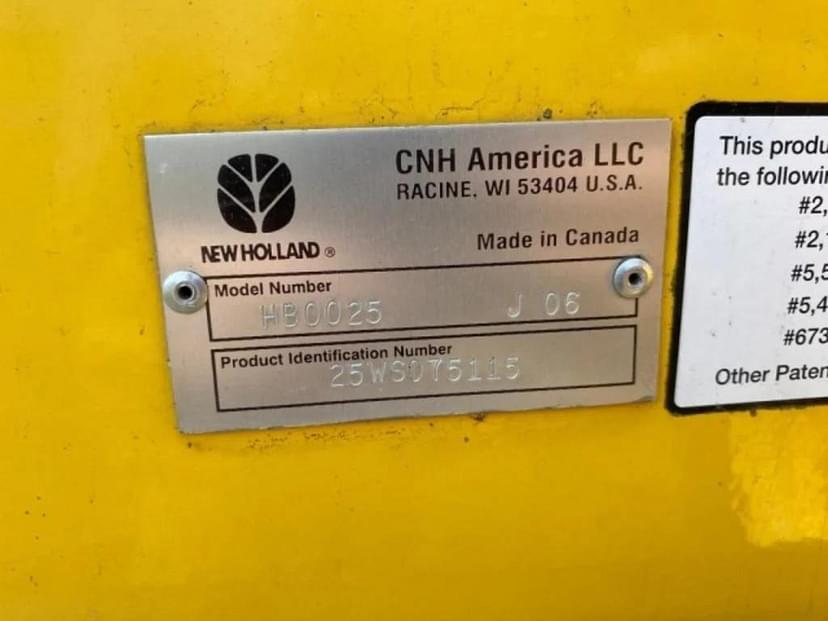 CNH America LLC
RACINE, WI 53404 U.S.A.
NEW HOLLAND ®
Made in Canada
Model Number
HB0025 J 06
Product Identification Number
25WS075115
This produ
the followin
#2,
#2,
#5,5
#5,4
#673
Other Paten